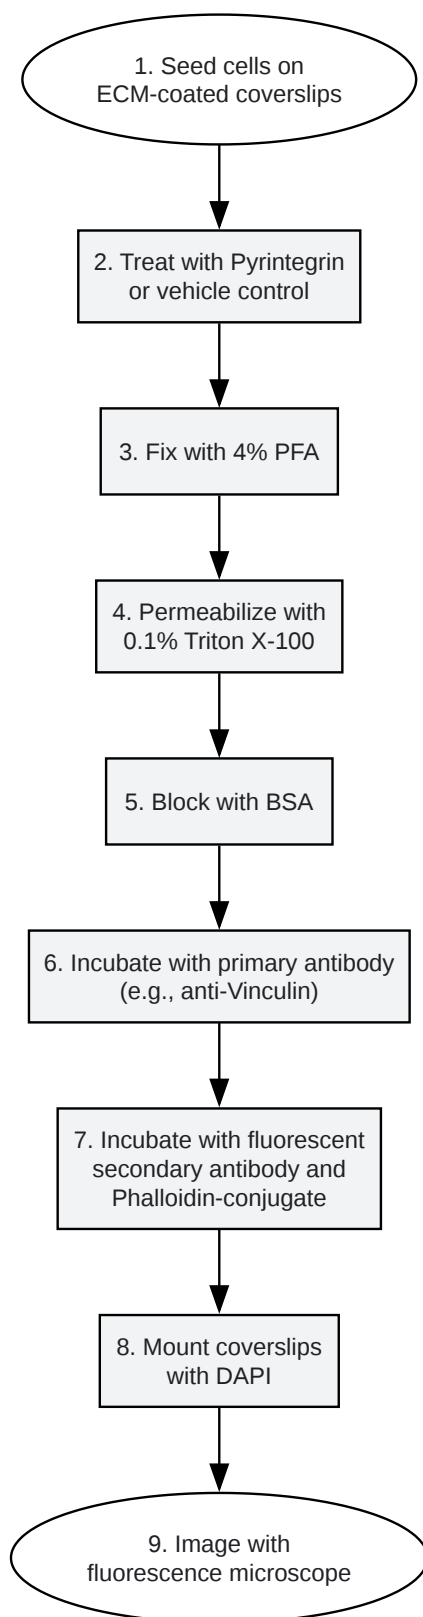 1. Seed cells on
ECM-coated coverslips
2. Treat with Pyrintegrin
or vehicle control
3. Fix with 4% PFA
4. Permeabilize with
0.1% Triton X-100
5. Block with BSA
6. Incubate with primary antibody
(e.g., anti-Vinculin)
7. Incubate with fluorescent
secondary antibody and
Phalloidin-conjugate
8. Mount coverslips
with DAPI
9. Image with
fluorescence microscope